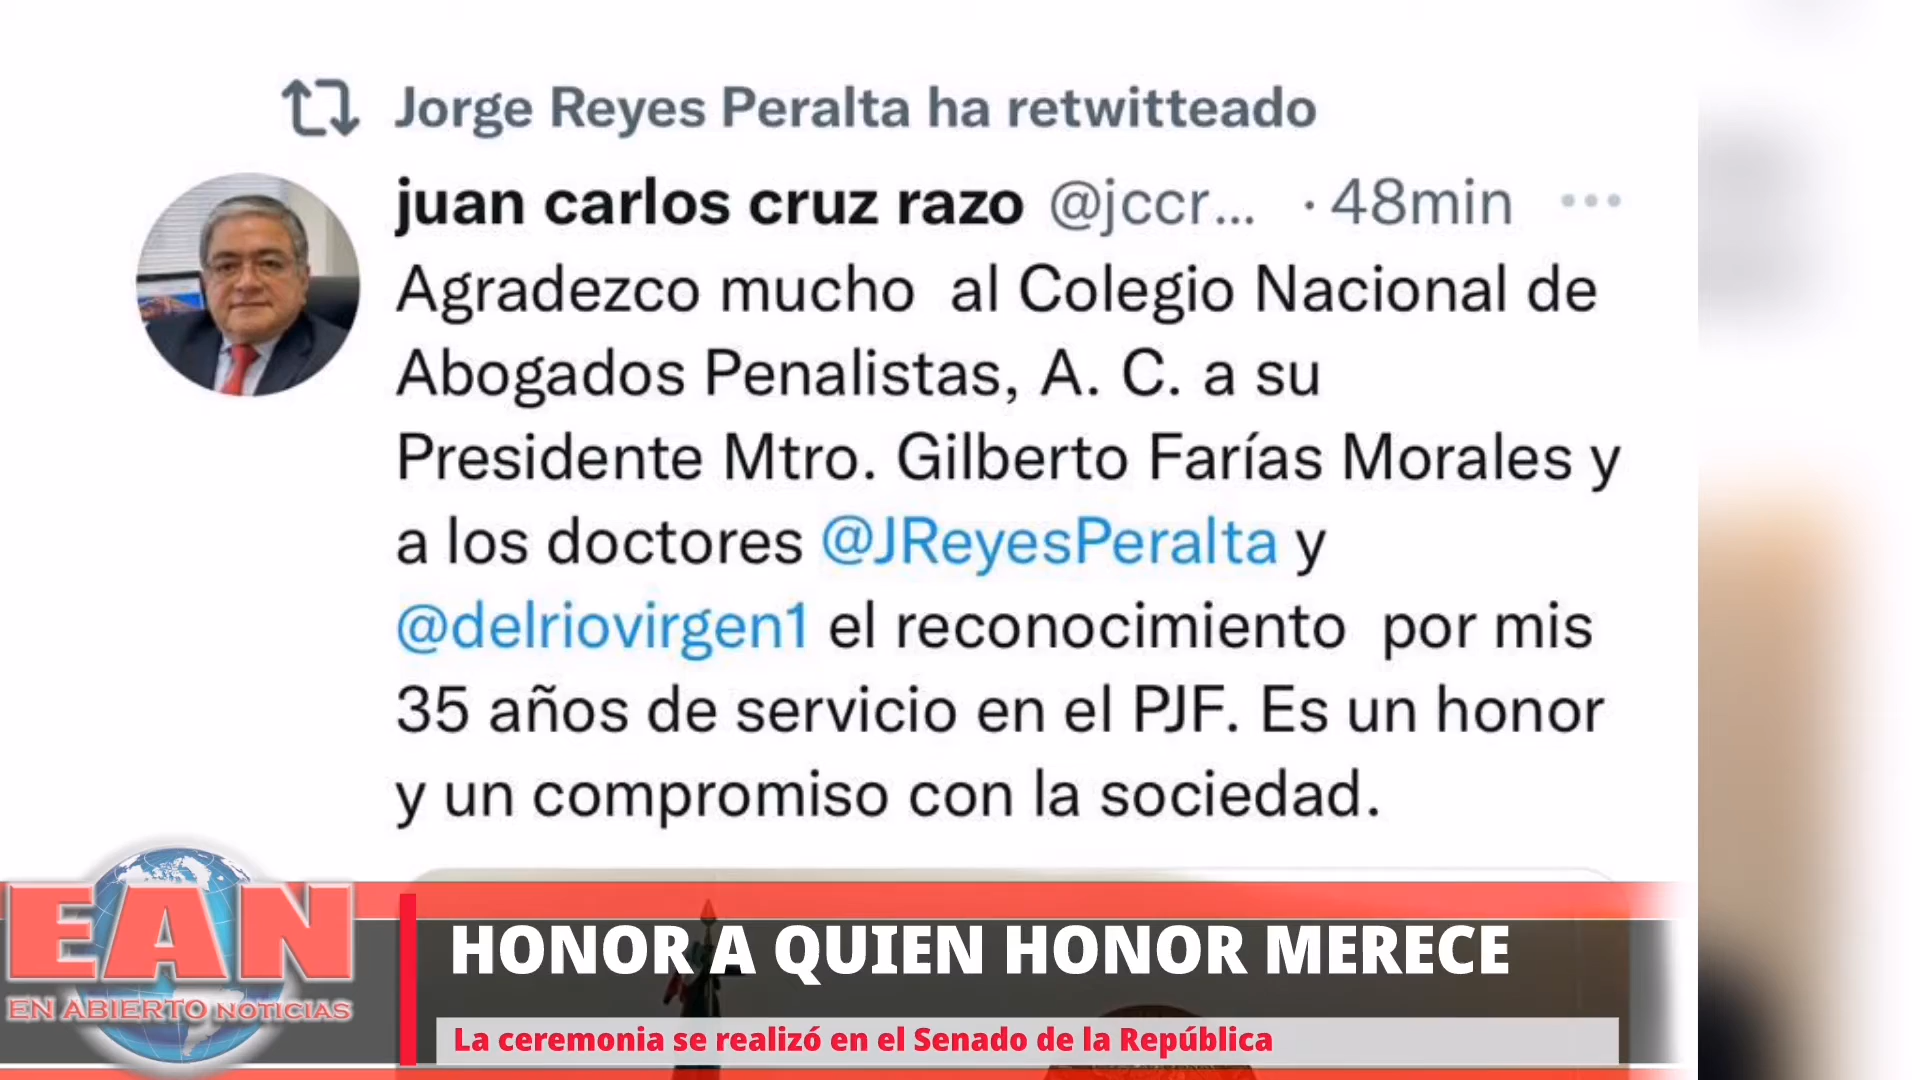 Jorge Reyes Peralta ha retwitteado
juan carlos cruz razo @jccr... · 48min ...
Agradezco mucho  al Colegio Nacional de
Abogados Penalistas, A. C. a su
Presidente Mtro. Gilberto Farías Morales y
a los doctores @JReyesPeralta y
@delriovirgen1 el reconocimiento  por mis
35 años de servicio en el PJF. Es un honor
y un compromiso con la sociedad.
EAN
EN ABIERTO NOTICIAS
HONOR A QUIEN HONOR MERECE
La ceremonia se realizó en el Senado de la República